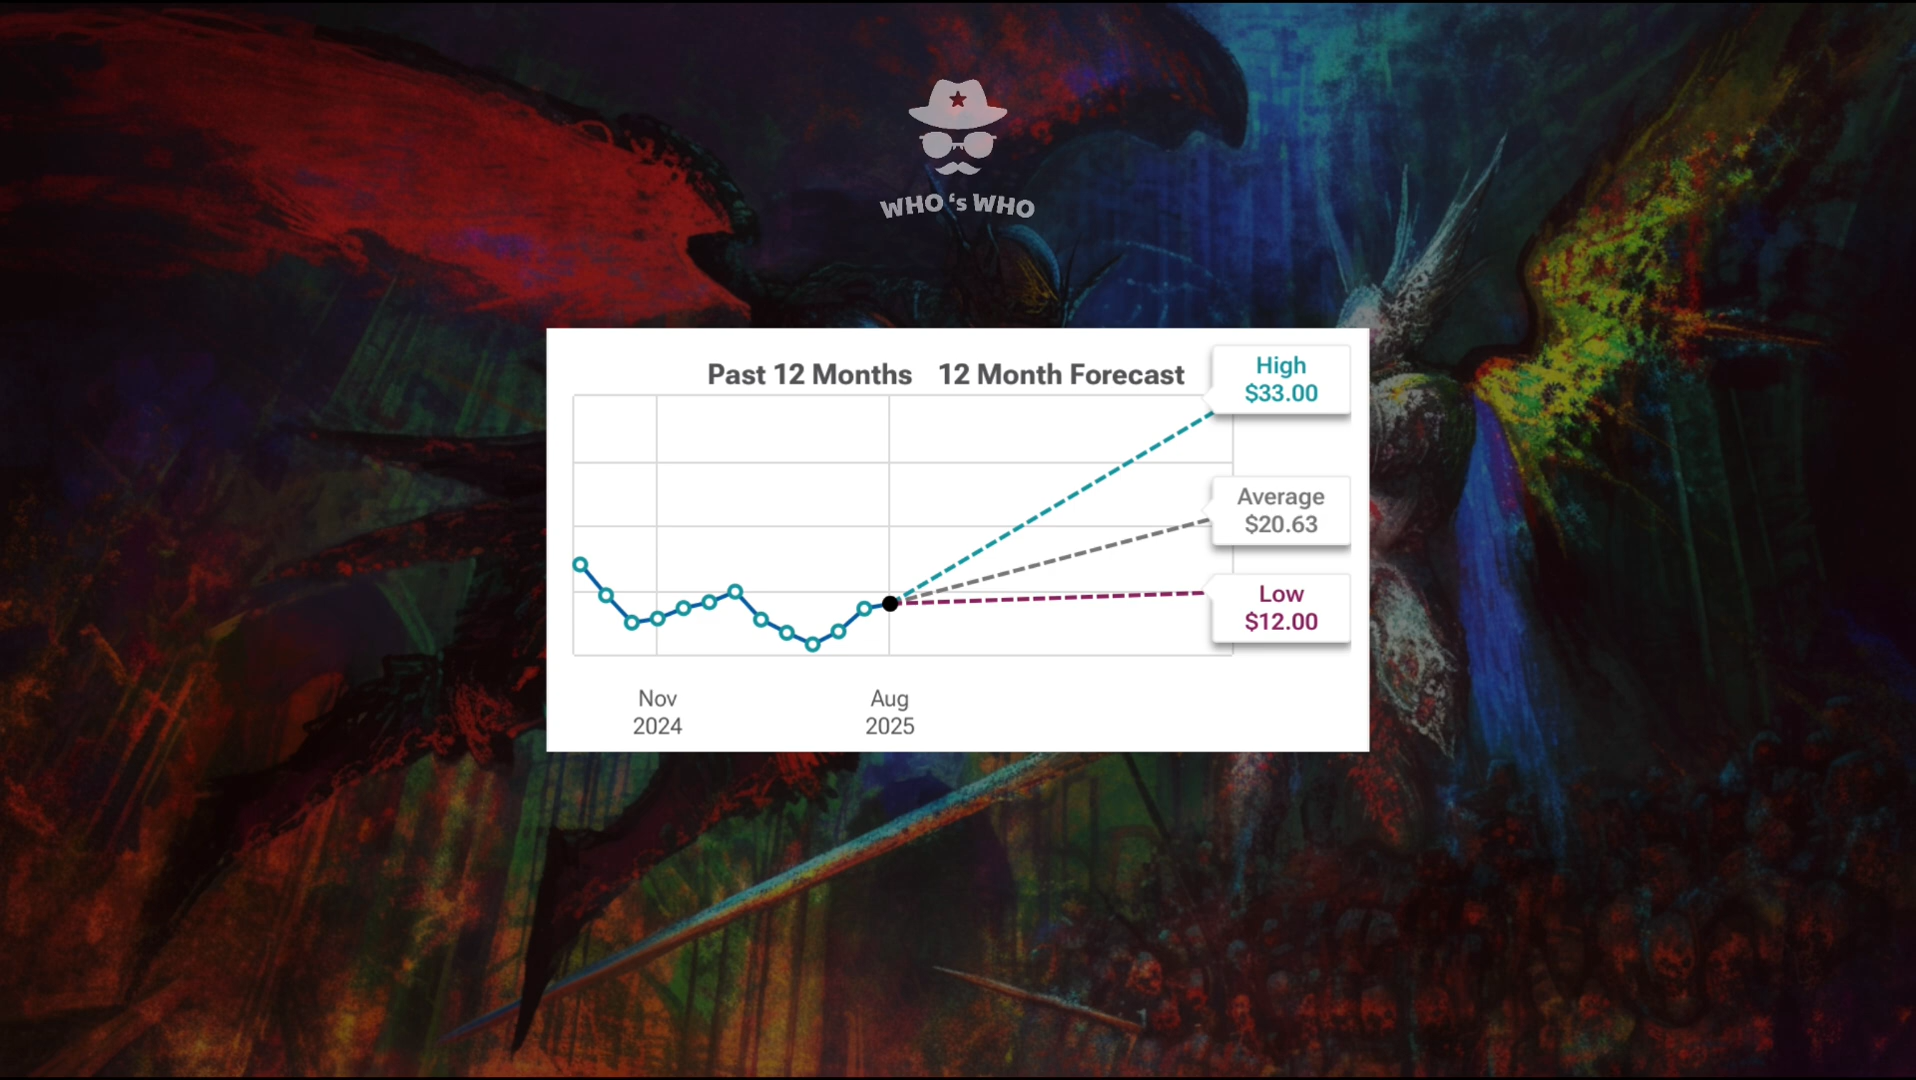 WHO‘s WHO
Past 12 Months
12 Month Forecast
High
$33.00
Average
$20.63
Low
$12.00
Nov
2024
Aug
2025